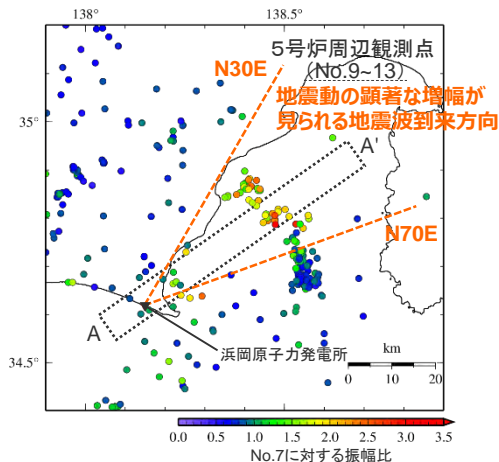 138°
138.5°
５号炉周辺観測点
(No.9~13)
N30E
地震動の顕著な増幅が
見られる地震波到来方向
35°
A'
N70E
A
浜岡原子力発電所
km
34.5°
0 10 20
0.0 0.5 1.0 1.5 2.0 2.5 3.0 3.5
No.7に対する振幅比